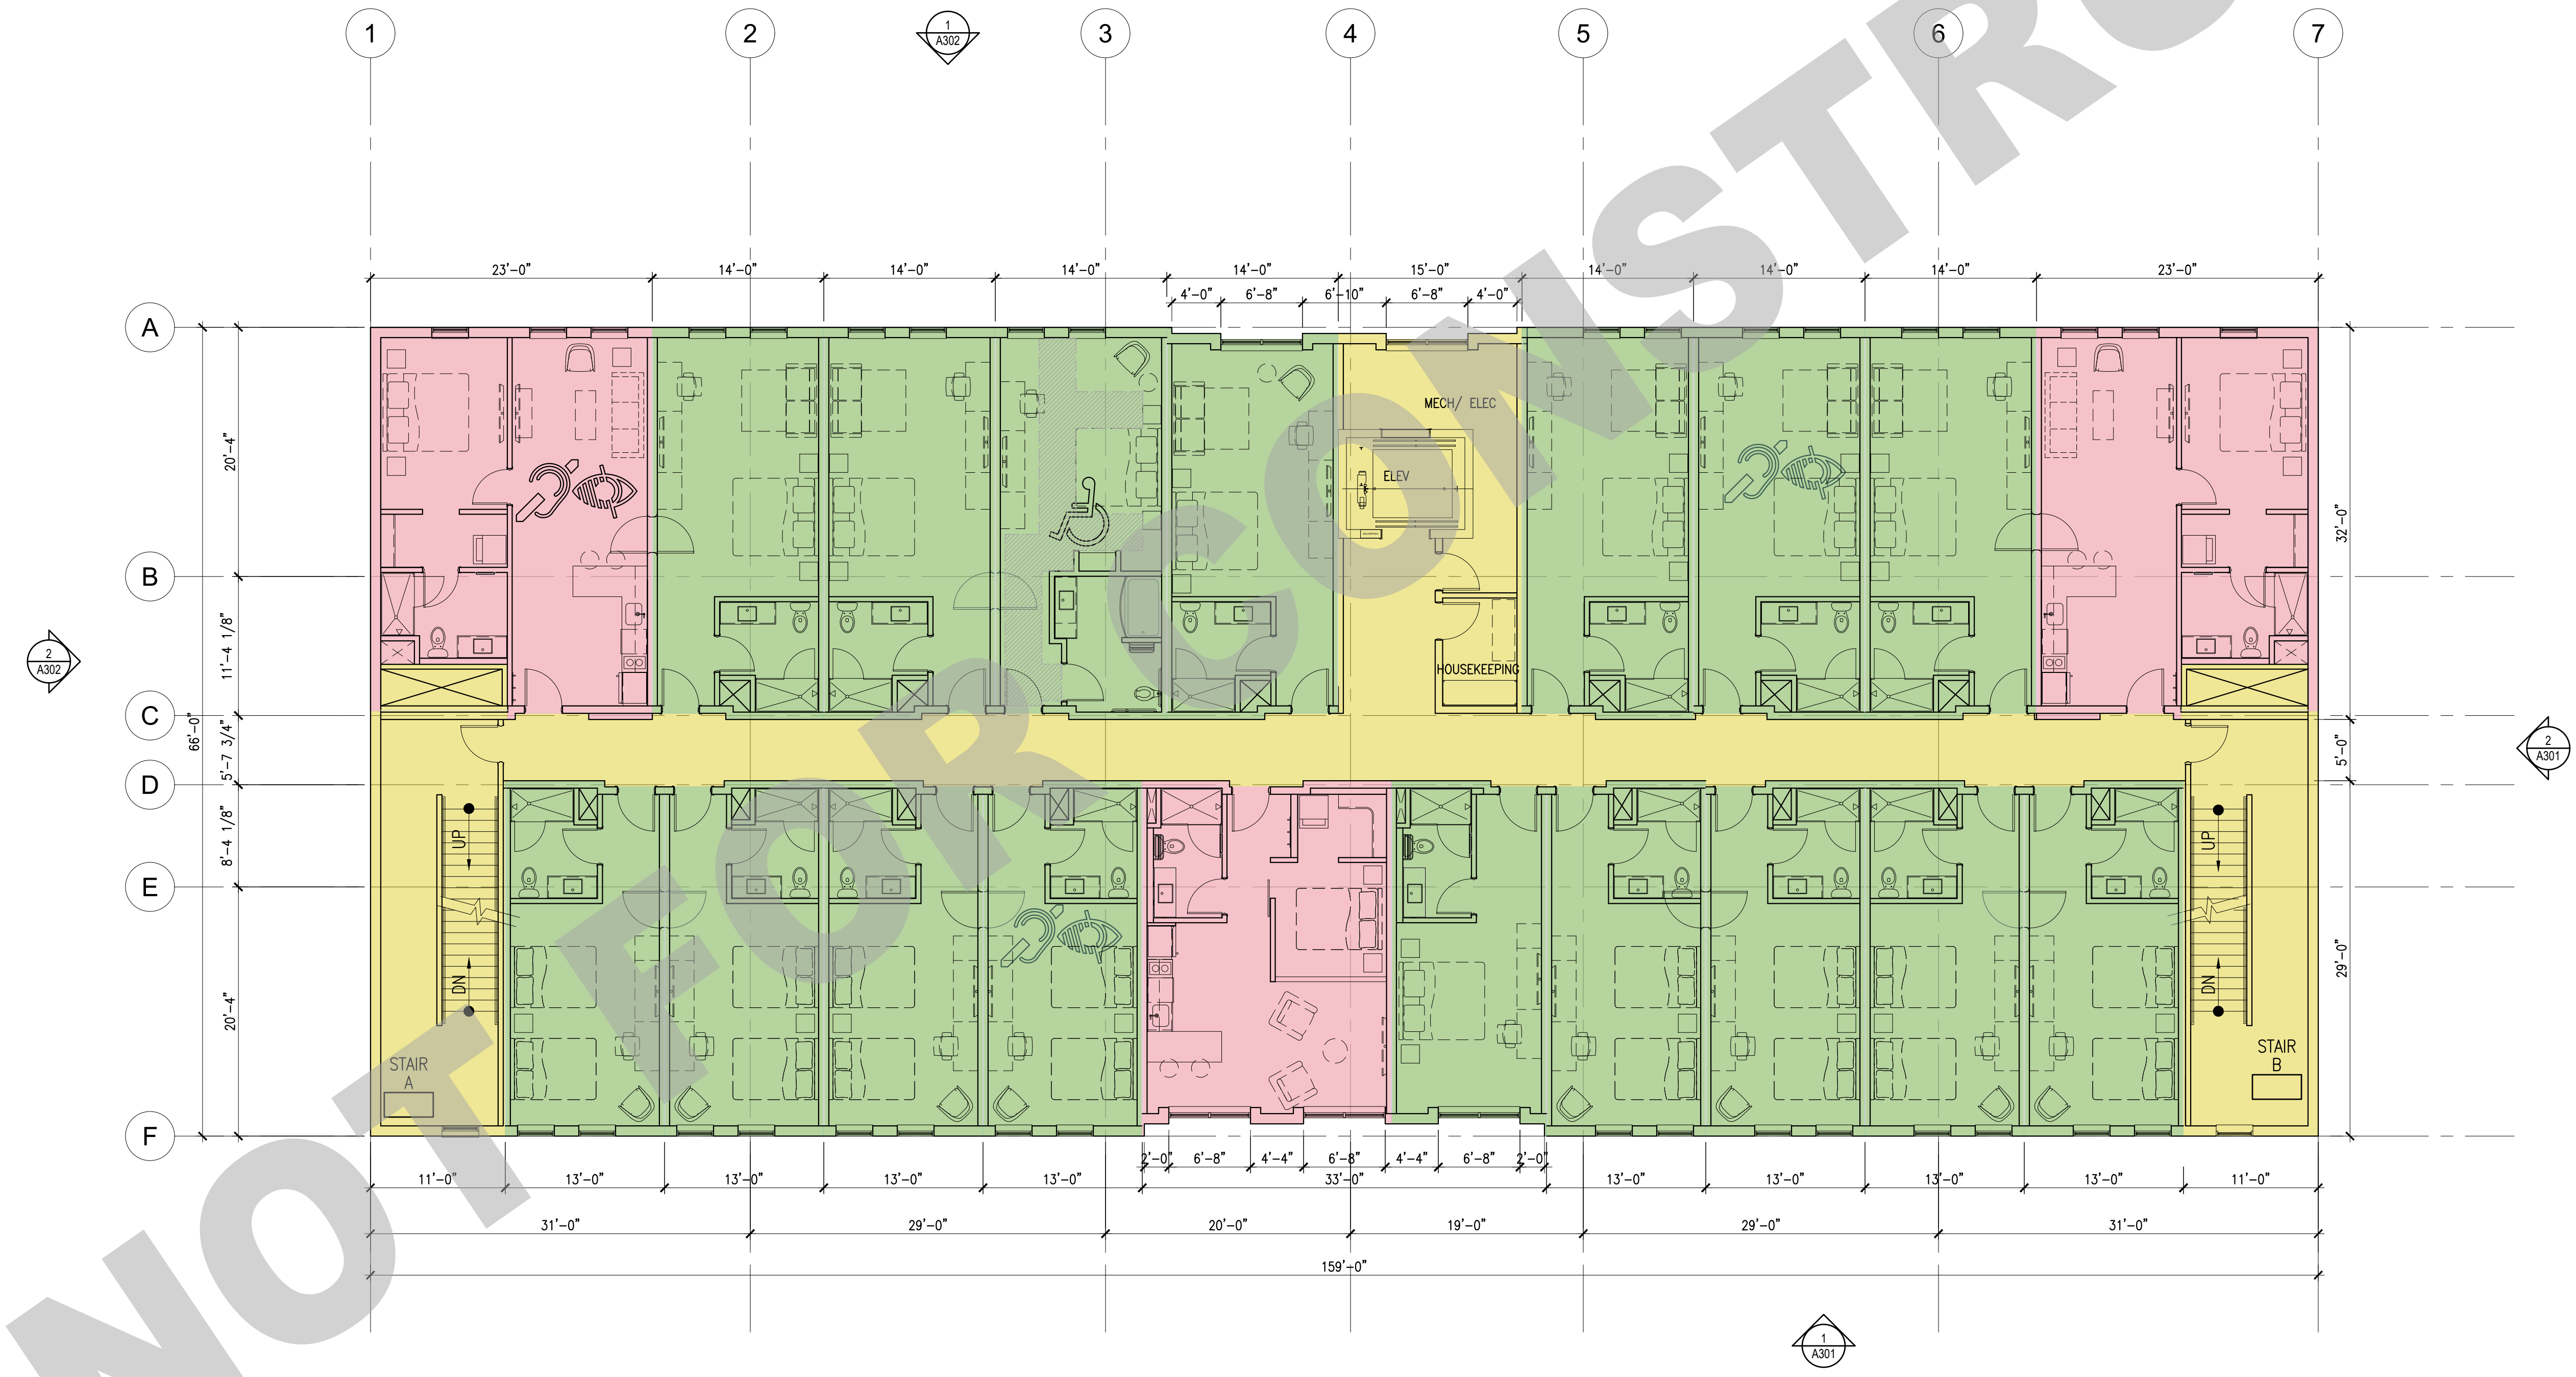 1
2
1
A302
3
4
5
6
7
23'-0"
14'-0"
14'-0"
14'-0"
14'-0"
15'-0"
14'-0"
14'-0"
14'-0"
23'-0"
4'-0"
6'-8"
6'-10"
6'-8"
4'-0"
A
B
C
D
E
F
20'-4"
11'-4 1/8"
5'-7 3/4"
8'-4 1/8"
20'-4"
66'-0"
2
A302
MECH/ ELEC
ELEV
HOUSEKEEPING
32'-0"
5'-0"
29'-0"
2
A301
UP
DN
STAIR
A
UP
DN
STAIR
B
2'-0"
6'-8"
4'-4"
6'-8"
4'-4"
6'-8"
2'-0"
11'-0"
13'-0"
13'-0"
13'-0"
13'-0"
33'-0"
13'-0"
13'-0"
13'-0"
13'-0"
11'-0"
31'-0"
29'-0"
20'-0"
19'-0"
29'-0"
31'-0"
159'-0"
1
A301
NOT FOR CONSTRU